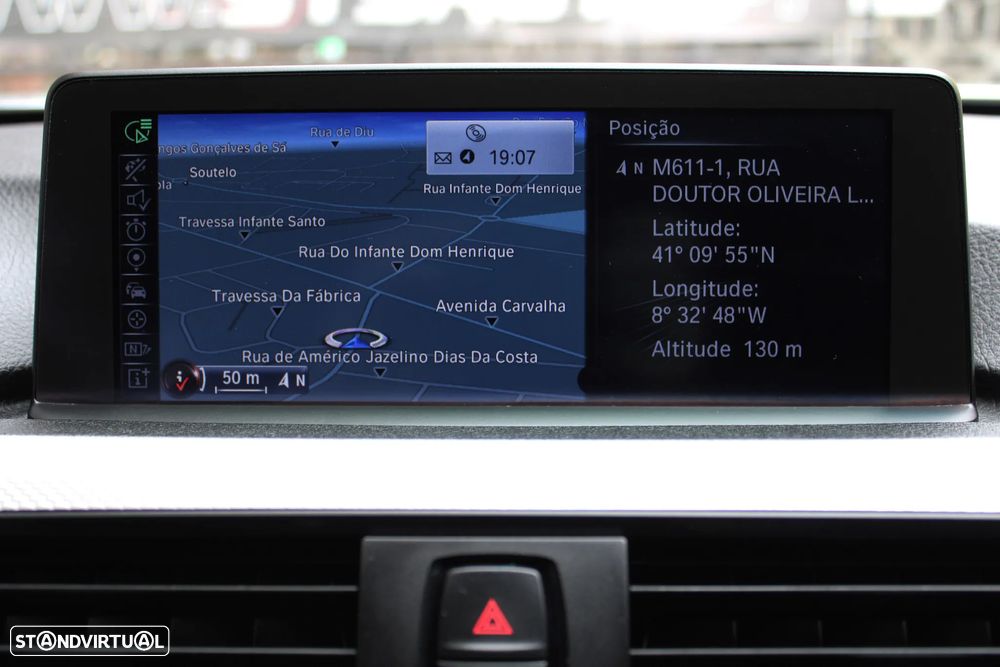 Rua de Diu
ngos Gonçalves de Sá
Soutelo
ola
19:07
Rua Infante Dom Henrique
Travessa Infante Santo
Rua Do Infante Dom Henrique
Travessa Da Fábrica
Avenida Carvalha
Rua de Américo Jazelino Dias Da Costa
50 m
N
Posição
N M611-1, RUA
DOUTOR OLIVEIRA L...
Latitude:
41° 09' 55"N
Longitude:
8° 32' 48"W
Altitude 130 m
STANDVIRTUAL